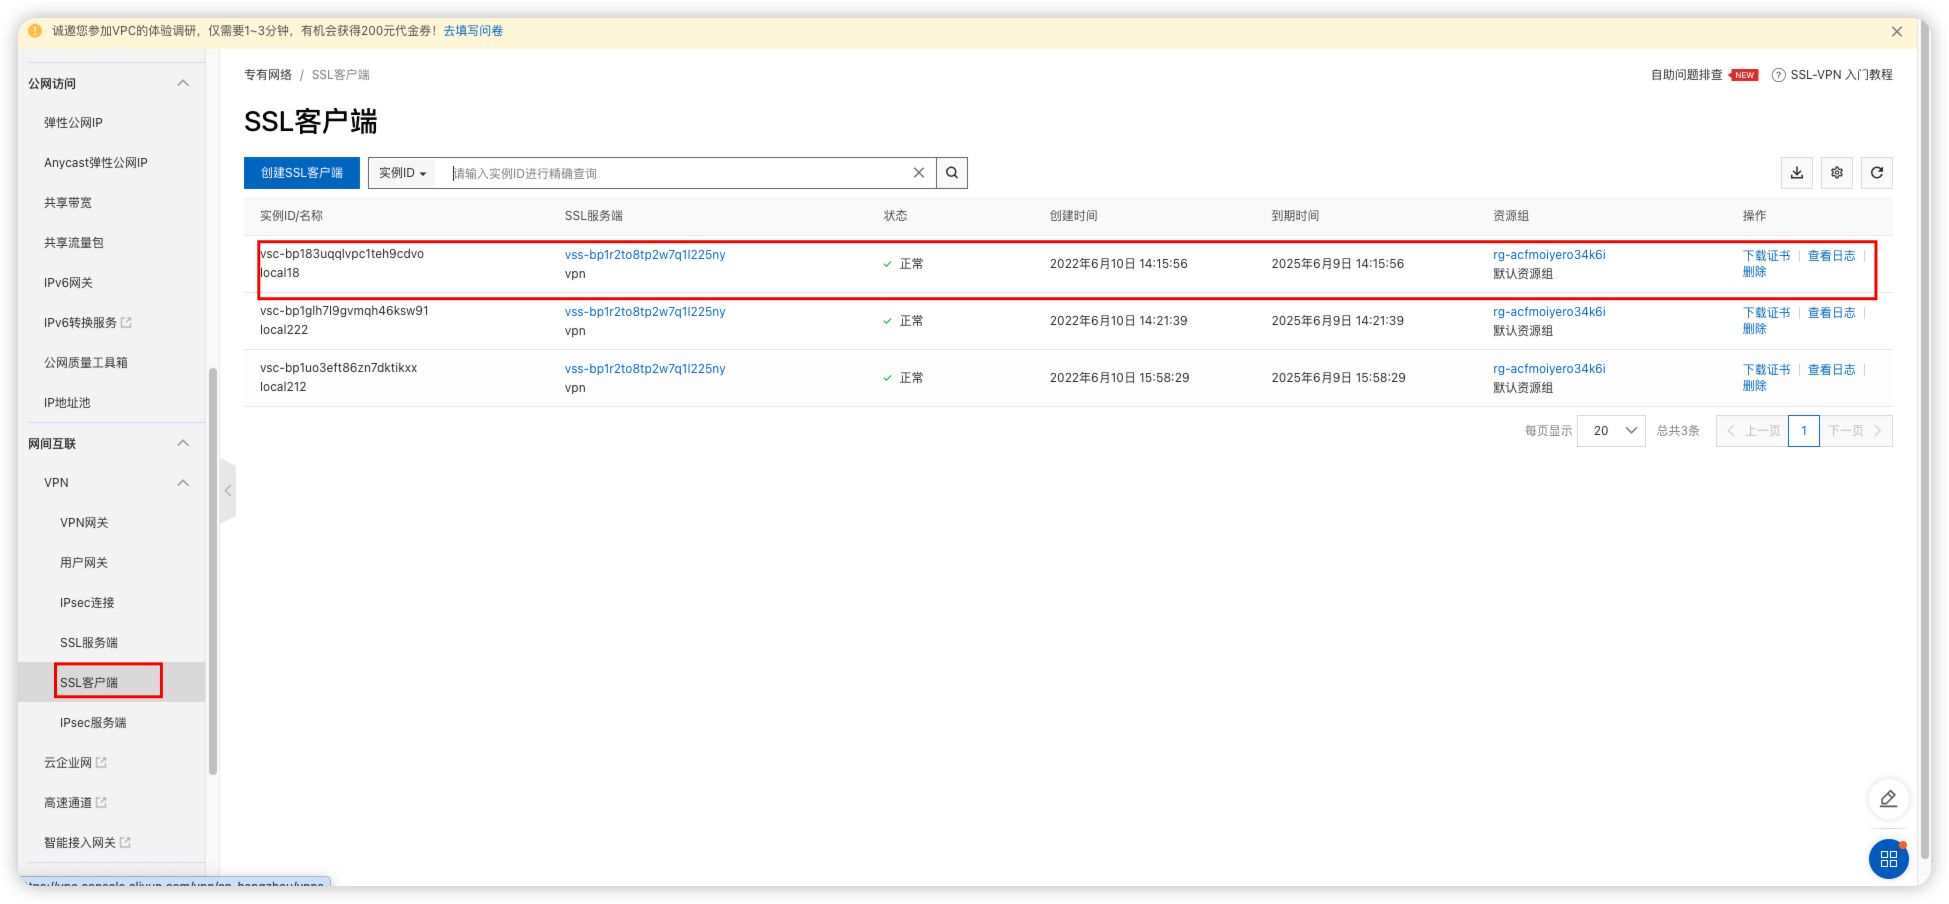 诚邀您参加VPC的体验调研，仅需要1~3分钟，有机会获得200元代金券！去填写问卷
公网访问
弹性公网IP
Anycast弹性公网IP
共享带宽
共享流量包
IPv6网关
IPv6转换服务
公网质量工具箱
IP地址池
网间互联
VPN
VPN网关
用户网关
IPsec连接
SSL服务端
SSL客户端
IPsec服务端
云企业网
高速通道
智能接入网关
专有网络 / SSL客户端
自助问题排查 NEW SSL-VPN 入门教程
SSL客户端
创建SSL客户端 实例ID 请输入实例ID进行精确查询
实例ID/名称 SSL服务端 状态 创建时间 到期时间 资源组 操作
vsc-bp183uqqlvpc1teh9cdvo vss-bp1r2to8tp2w7q1l225ny 正常 2022年6月10日 14:15:56 2025年6月9日 14:15:56 rg-acfmoiyero34k6i 下载证书 查看日志
local18 vpn 默认资源组 删除
vsc-bp1glh7l9gvmqh46ksw91 vss-bp1r2to8tp2w7q1l225ny 正常 2022年6月10日 14:21:39 2025年6月9日 14:21:39 rg-acfmoiyero34k6i 下载证书 查看日志
local222 vpn 默认资源组 删除
vsc-bp1uo3eft86zn7dktikxx vss-bp1r2to8tp2w7q1l225ny 正常 2022年6月10日 15:58:29 2025年6月9日 15:58:29 rg-acfmoiyero34k6i 下载证书 查看日志
local212 vpn 默认资源组 删除
每页显示 20 总共3条 上一页 1 下一页